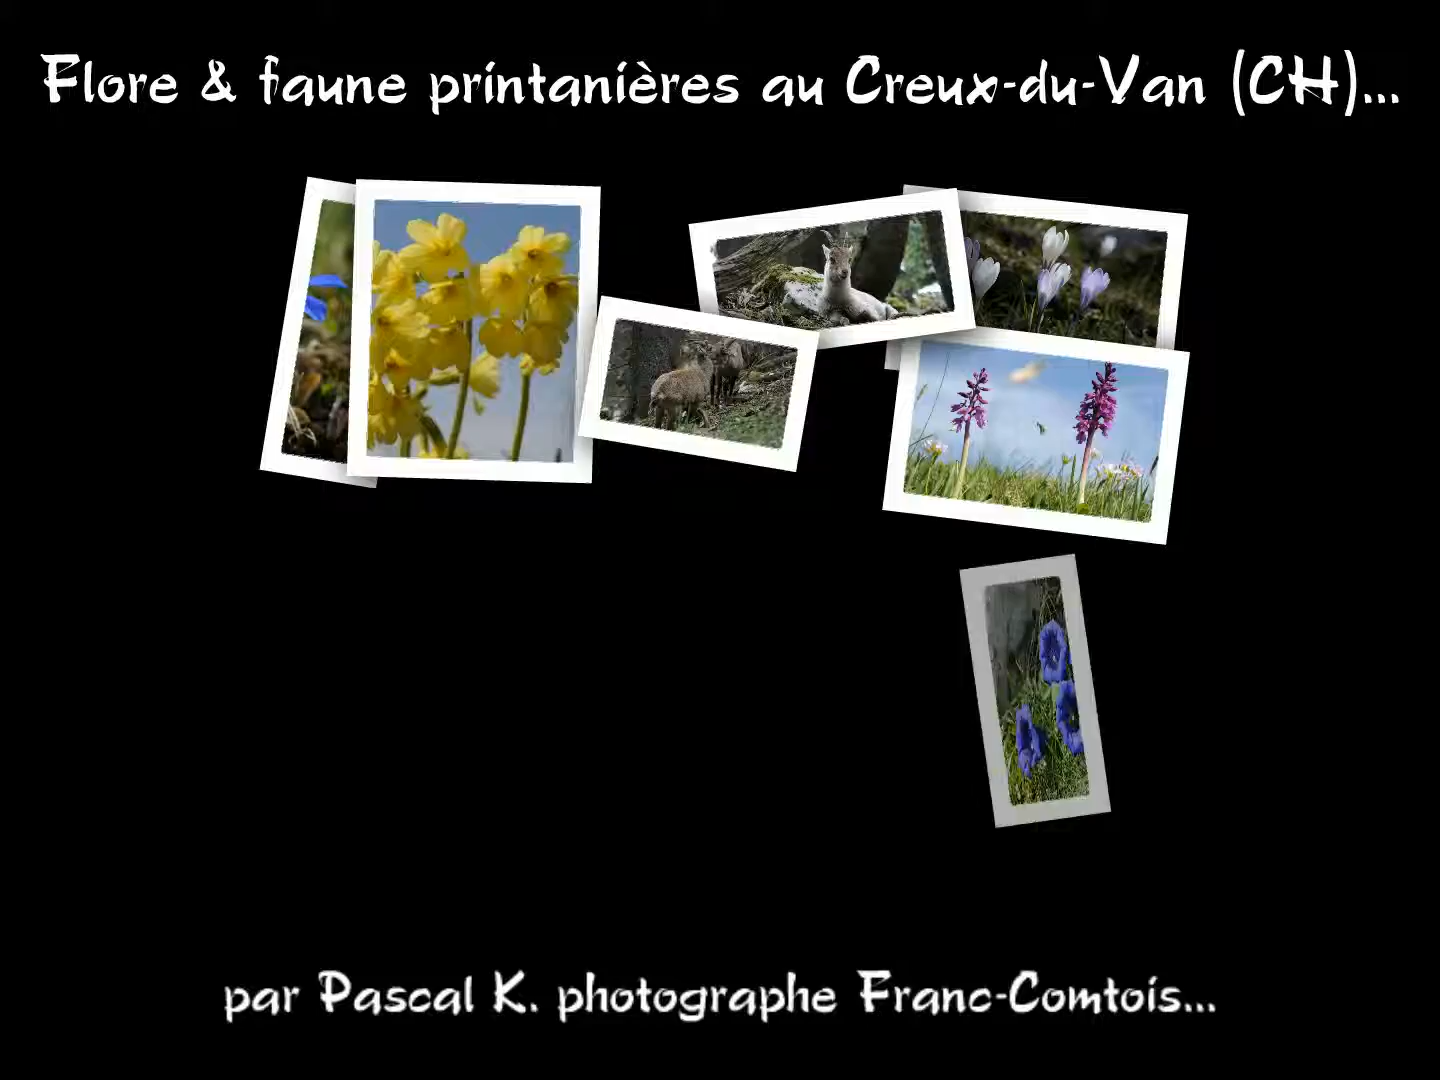 Flore & faune printanières au Creux-du-Van (CH)...
par Pascal K. photographe Franc-Comtois...